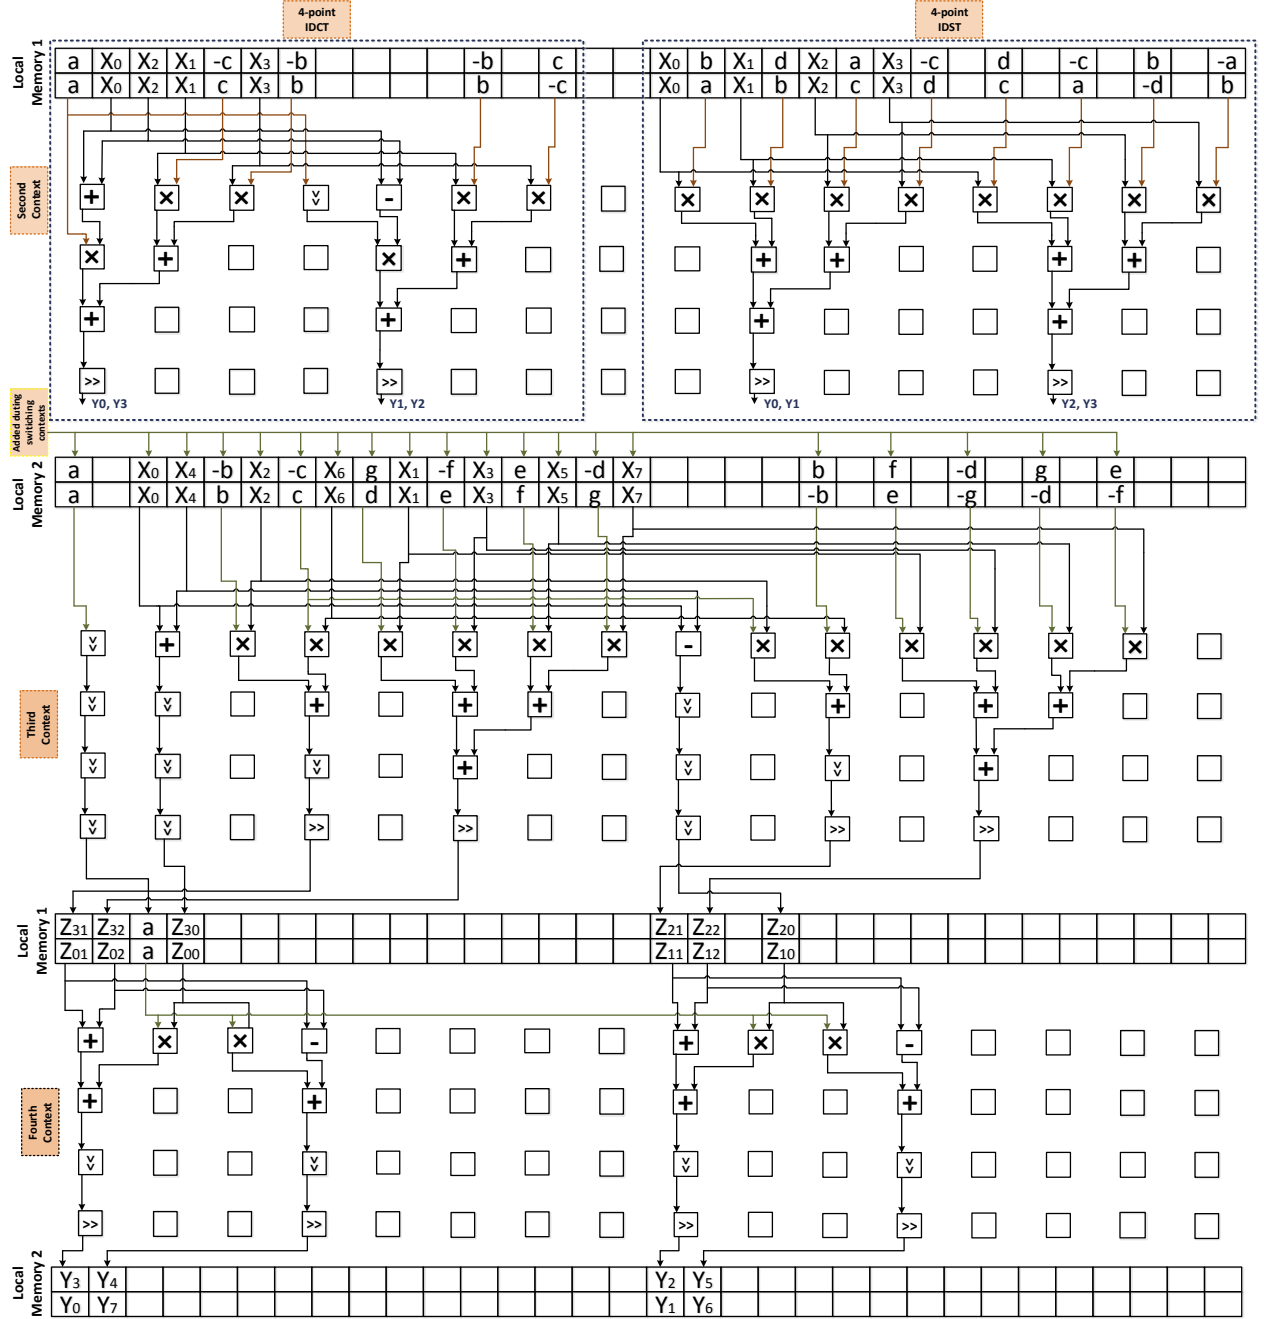 4-point
IDCT
4-point
IDST
Local
Memory 1
a X0 X2 X1 -c X3 -b -b c X0 b X1 d X2 a X3 -c d -c b -a
a X0 X2 X1 c X3 b b -c X0 a X1 b X2 c X3 d c a -d b
Second
Context
+ × × >> - × × × × × × × × × ×
× + × + + + + +
+ + + +
>> >> >> >>
Y0, Y3 Y1, Y2 Y0, Y1 Y2, Y3
Added duting
switiching
contexts
Local
Memory 2
a X0 X4 -b X2 -c X6 g X1 -f X3 e X5 -d X7 b f -d g e
a X0 X4 b X2 c X6 d X1 e X3 f X5 g X7 -b e -g -d -f
Third
Context
>> + × × × × × × - × × × × × ×
>> >> + + + >> + + +
>> >> >> + >> >> +
>> >> >> >> >> >> >>
Local
Memory 1
Z31 Z32 a Z30 Z21 Z22 Z20
Z01 Z02 a Z00 Z11 Z12 Z10
Fourth
Context
+ × × - + × × -
+ + + +
>> >> >> >>
>> >> >> >>
Local
Memory 2
Y3 Y4 Y2 Y5
Y0 Y7 Y1 Y6